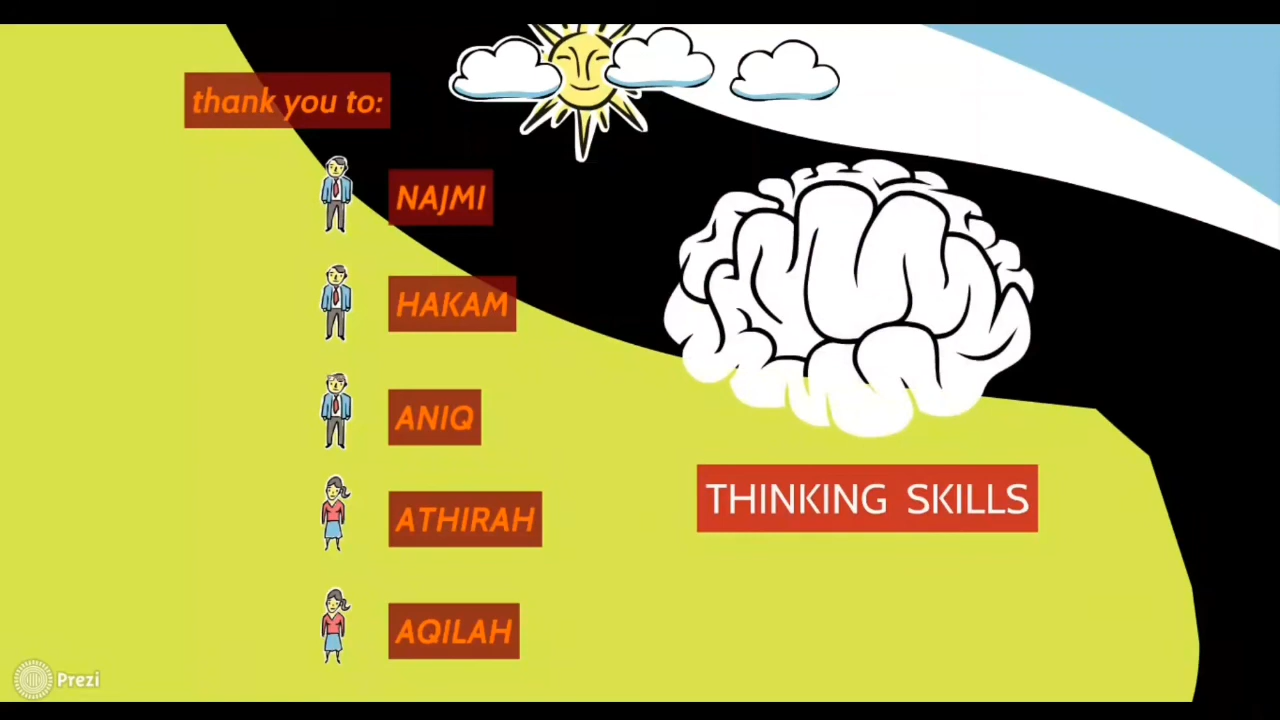 thank you to:
NAJMI
HAKAM
ANIQ
ATHIRAH
AQILAH
THINKING SKILLS
Prezi